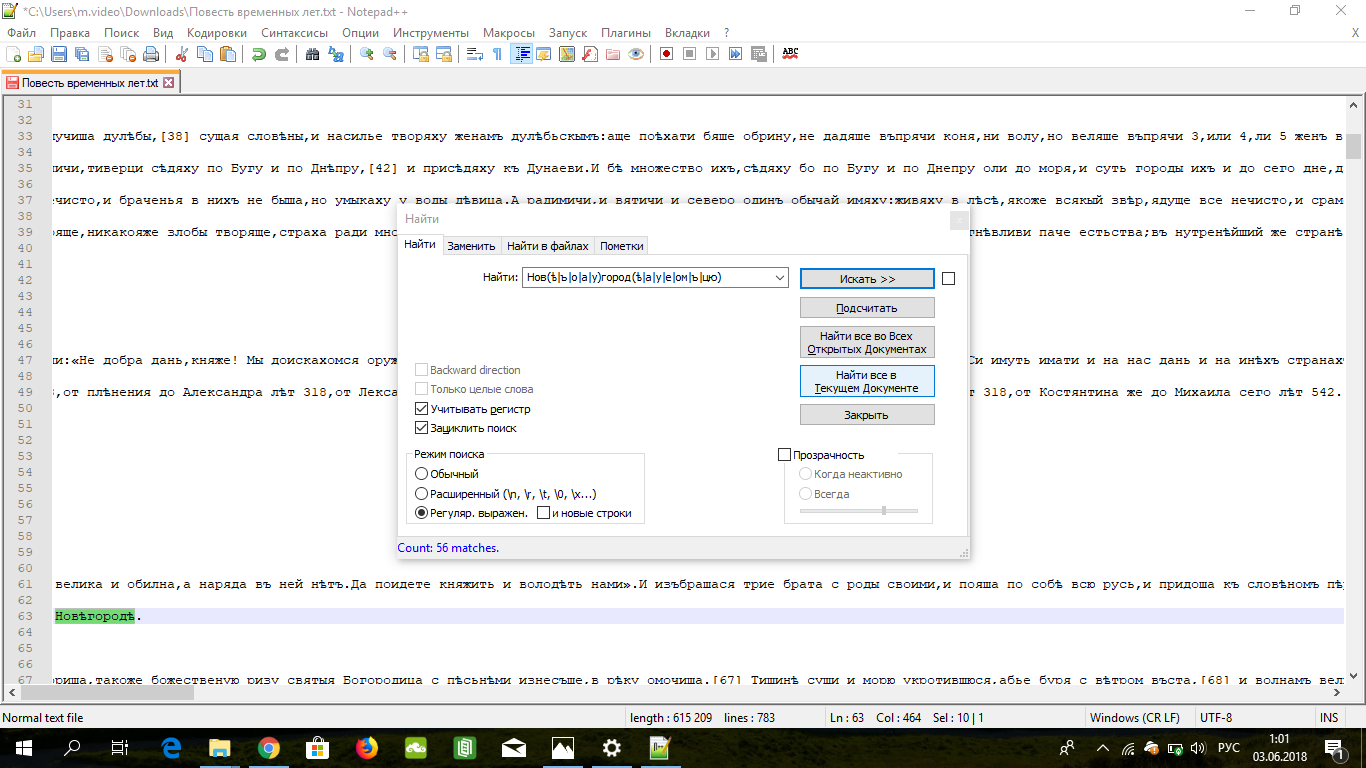 *C:\Users\m.video\Downloads\Повесть временных лет.txt - Notepad++
Файл Правка Поиск Вид Кодировки Синтаксисы Опции Инструменты Макросы Запуск Плагины Вкладки ? X
Повесть временных лет.txt
31
32
33 учиша дулѣбы,[38] сущая словѣны,и насилье творяху женамъ дулѣбьскымъ:аще поѣхати бяше обрину,не дадяше въпрячи коня,ни волу,но веляше въпрячи 3,или 4,ли 5 женъ в
34
35 ичи,тиверци сѣдяху по Бугу и по Днѣпру,[42] и присѣдяху къ Дунаеви.И бѣ множество ихъ,сѣдяху бо по Бугу и по Днепру оли до моря,и суть городы ихъ и до сего дне,д
36
37 ечисто,и браченья в нихъ не быша,но умыкаху у воды дѣвица.А радимичи,и вятичи и северо одинъ обычай имяху:живяху в лѣсѣ,якоже всякый звѣр,ядуще все нечисто,и срам
38
39 яще,никакояже злобы творяще,страха ради мно тнѣвливи паче естьства;въ нутренѣйший же странѣ
40
41
42
43
44
45
46
47 и:«Не добра дань,княже! Мы доискахомся оруж Си имуть имати и на нас дань и на инѣхъ странах
48
49 ,от плѣнения до Александра лѣт 318,от Лекса т 318,от Костянтина же до Михаила сего лѣт 542.
50
51
52
53
54
55
56
57
58
59
60
61 велика и обилна,а наряда въ ней нѣтъ.Да поидете княжить и володѣть нами».И изъбрашася трие брата с роды своими,и пояша по собѣ всю русь,и придоша къ словѣномъ пѣ
62
63 Новѣгородѣ.
64
65
66
67 риша,такоже божественую ризу святыя Богородица с пѣсьнѣми изнесъше,в рѣку омочиша.[67] Тишинѣ сущи и морю укротившюся,абье буря с вѣтром въста,[68] и волнамъ вел
Найти
Найти Заменить Найти в файлах Пометки
Найти: Нов(ѣ|ъ|о|а|у)город(ѣ|а|у|е|ом|ъ|цю) Искать >>
Подсчитать
Найти все во Всех
Открытых Документах
Backward direction
Найти все в
Текущем Документе
Только целые слова
Учитывать регистр
Закрыть
Зациклить поиск
Режим поиска
Обычный
Расширенный (\n, \r, \t, \0, \x...)
Регуляр. выражен. и новые строки
Прозрачность
Когда неактивно
Всегда
Count: 56 matches.
Normal text file length : 615 209 lines : 783 Ln : 63 Col : 464 Sel : 10 | 1 Windows (CR LF) UTF-8 INS
РУС 1:01
03.06.2018
1